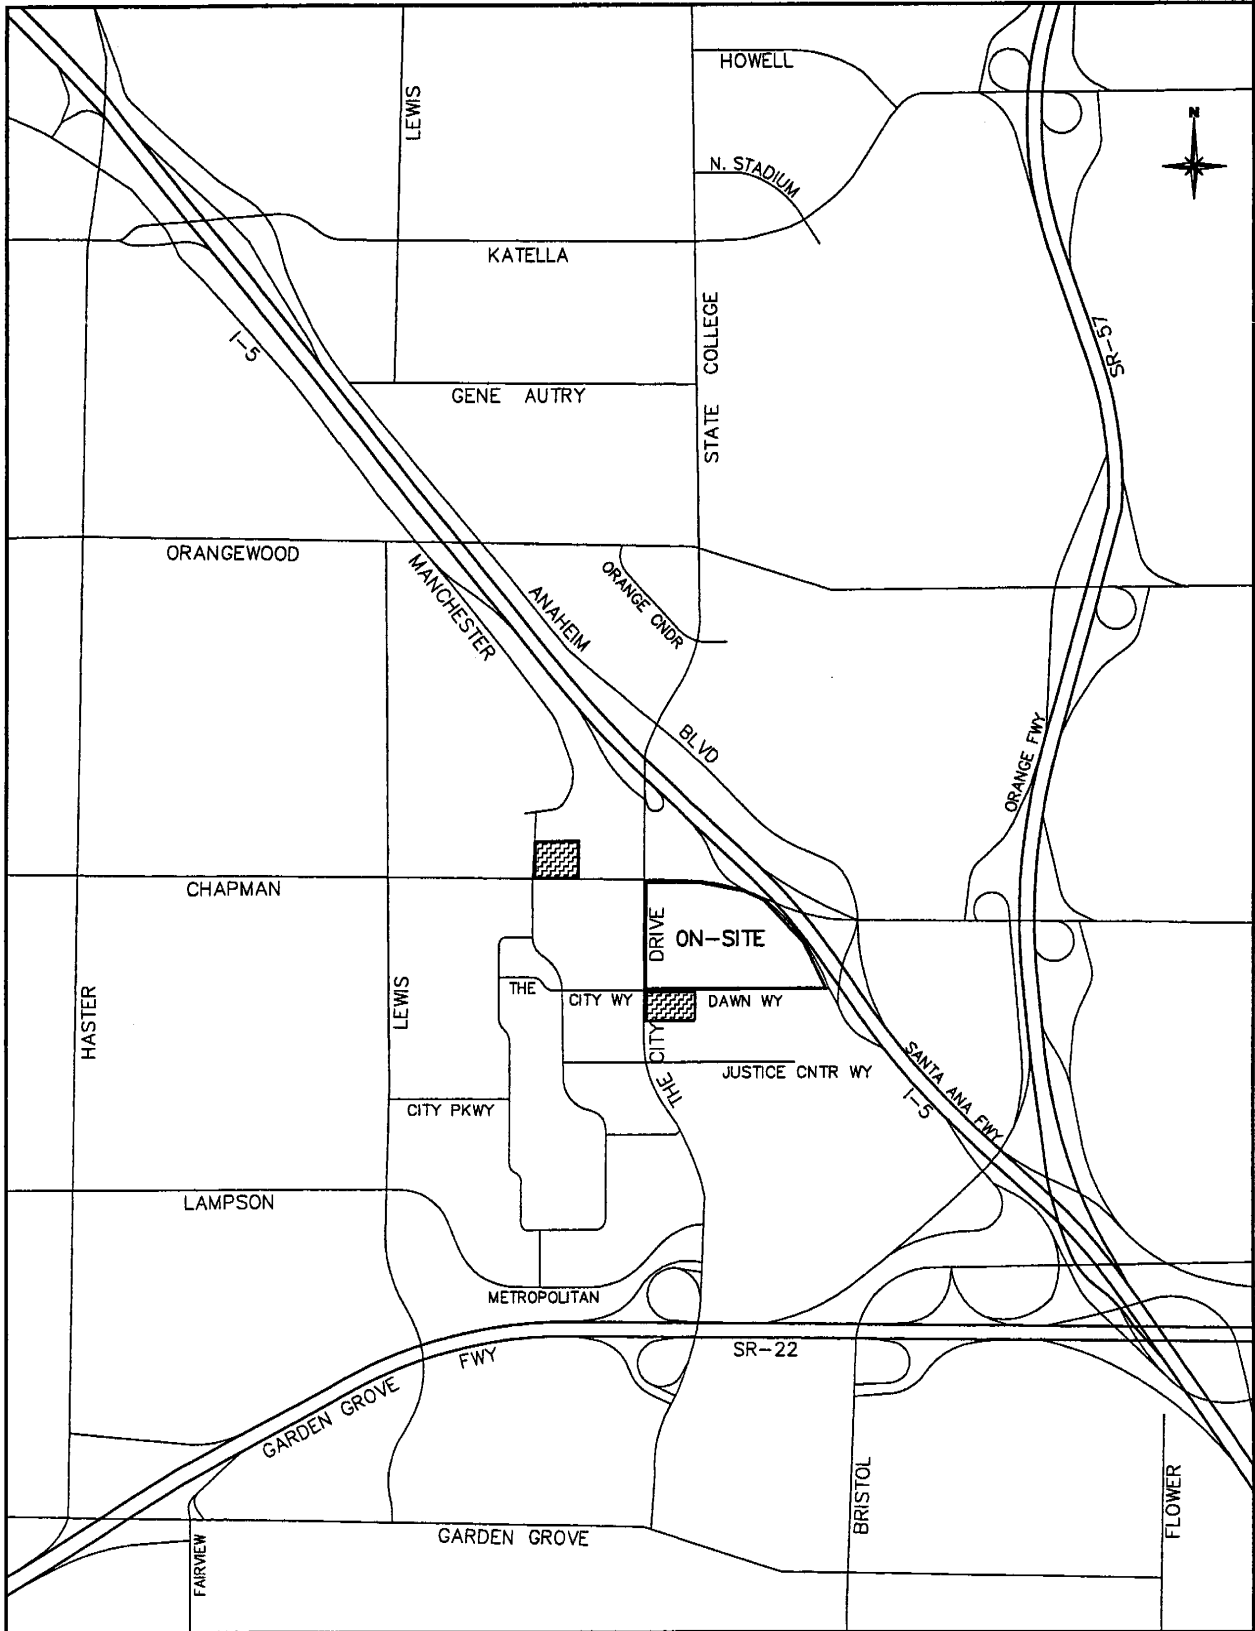 HOWELL
LEWIS
N
N. STADIUM
KATELLA
I-5
STATE COLLEGE
SR-57
GENE AUTRY
ORANGEWOOD
MANCHESTER
ANAHEIM
ORANGE CNDR
BLVD
ORANGE FWY
CHAPMAN
THE CITY DRIVE
ON-SITE
HASTER
LEWIS
THE
CITY WY
DAWN WY
JUSTICE CNTR WY
SANTA ANA FWY
I-5
CITY PKWY
LAMPSON
METROPOLITAN
SR-22
GARDEN GROVE FWY
BRISTOL
FLOWER
GARDEN GROVE
FAIRVIEW